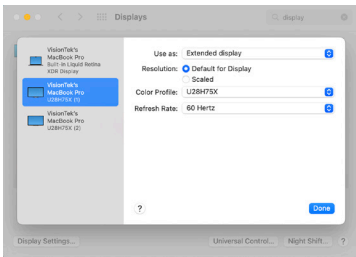 Displays
display
VisionTek's
MacBook Pro
Built-in Liquid Retina
XDR Display
VisionTek's
MacBook Pro
U28H75X (1)
VisionTek's
MacBook Pro
U28H75X (2)
Use as: Extended display
Resolution: Default for Display
Scaled
Color Profile: U28H75X
Refresh Rate: 60 Hertz
?
Done
Display Settings...
Universal Control...
Night Shift...
?